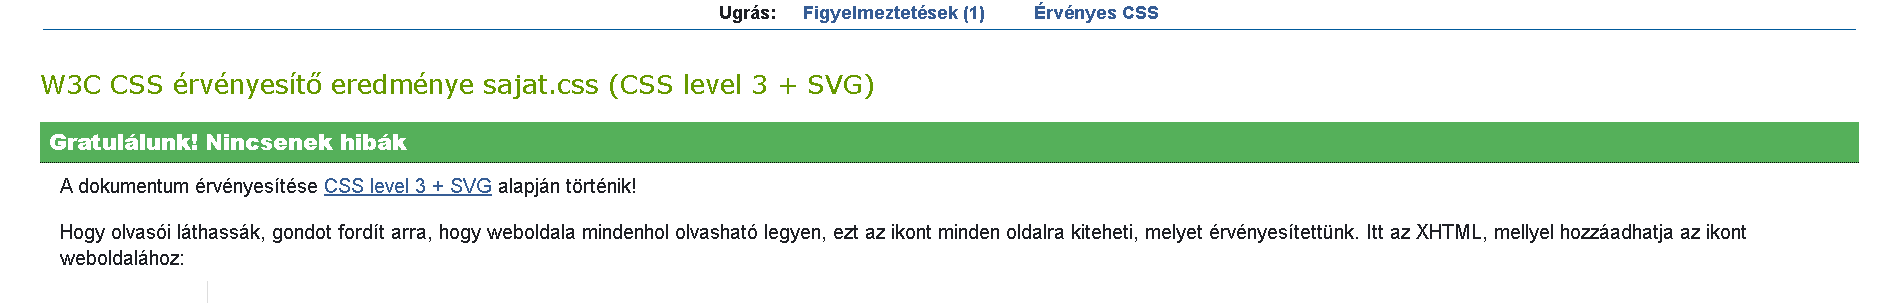 Ugrás: Figyelmeztetések (1) Érvényes CSS
W3C CSS érvényesítő eredménye sajat.css (CSS level 3 + SVG)
Gratulálunk! Nincsenek hibák
A dokumentum érvényesítése CSS level 3 + SVG alapján történik!
Hogy olvasói láthassák, gondot fordít arra, hogy weboldala mindenhol olvasható legyen, ezt az ikont minden oldalra kiteheti, melyet érvényesítettünk. Itt az XHTML, mellyel hozzáadhatja az ikont
weboldalához: